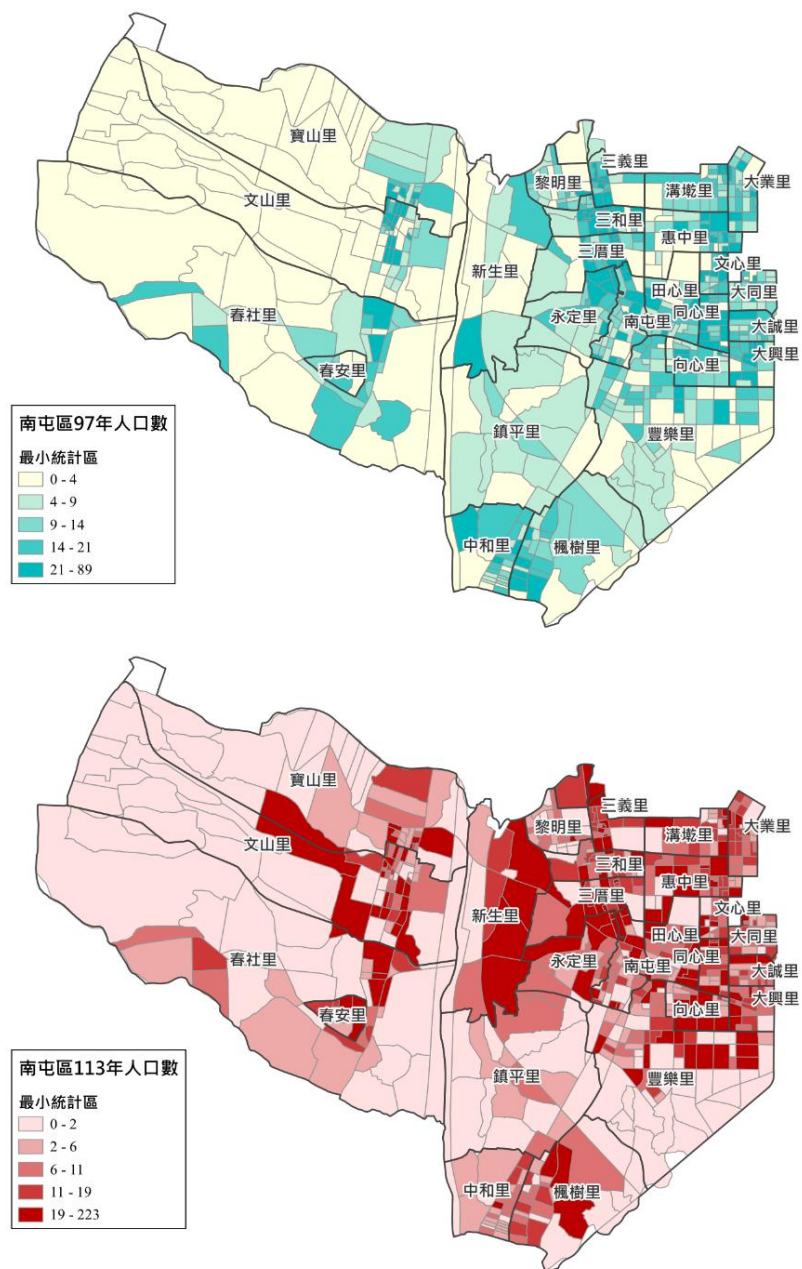 寶山里
三義里
大業里
黎明里
溝墘里
文山里
三和里
惠中里
三厝里
文心里
新生里
田心里
大同里
春社里
永定里
南屯里
同心里
大誠里
大興里
春安里
向心里
鎮平里
豐樂里
中和里
楓樹里
南屯區97年人口數
最小統計區
0 - 4
4 - 9
9 - 14
14 - 21
21 - 89
寶山里
三義里
大業里
黎明里
溝墘里
文山里
三和里
惠中里
三厝里
文心里
新生里
田心里
大同里
春社里
永定里
南屯里
同心里
大誠里
大興里
春安里
向心里
鎮平里
豐樂里
中和里
楓樹里
南屯區113年人口數
最小統計區
0 - 2
2 - 6
6 - 11
11 - 19
19 - 223